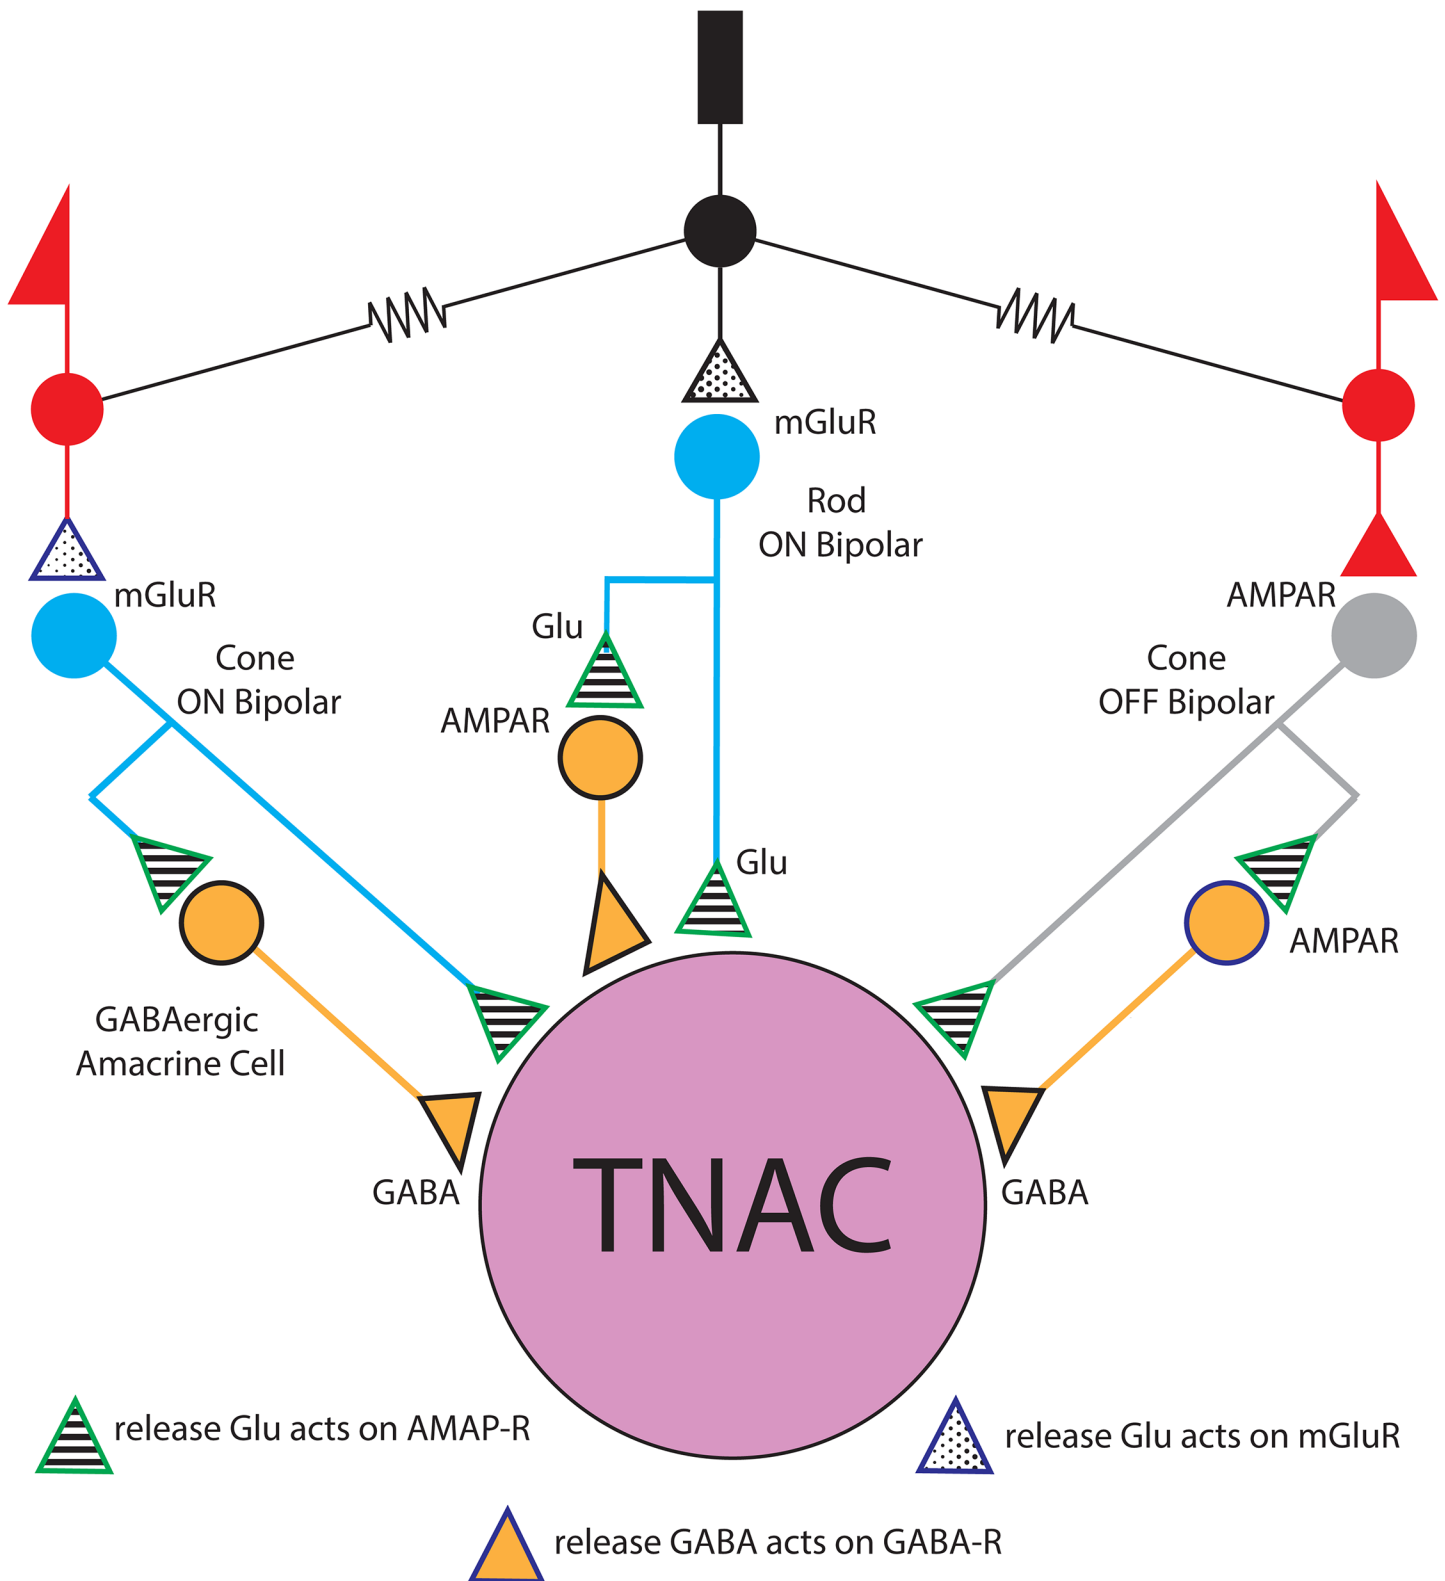 mGluR
Rod
ON Bipolar
mGluR
AMPAR
Glu
Cone
ON Bipolar
Cone
OFF Bipolar
AMPAR
Glu
AMPAR
GABAergic
Amacrine Cell
GABA
GABA
TNAC
release Glu acts on AMAP-R
release Glu acts on mGluR
release GABA acts on GABA-R